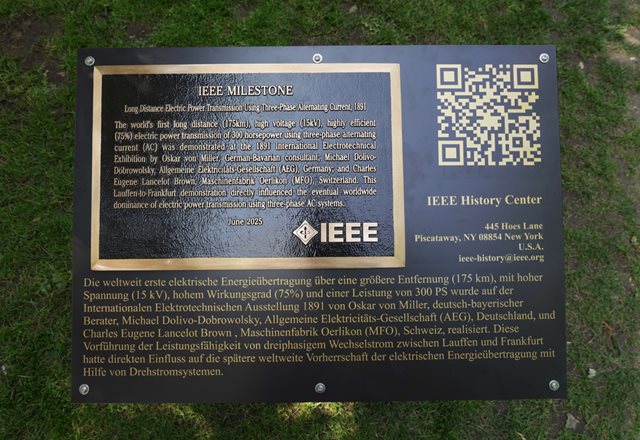 IEEE MILESTONE
Long Distance Electric Power Transmission Using Three-Phase Alternating Current, 1891
The world's first long distance (175km), high voltage (15kV), highly efficient
(75%) electric power transmission of 300 horsepower using three-phase alternating
current (AC) was demonstrated at the 1891 International Electrotechnical
Exhibition by Oskar von Miller, German-Bavarian consultant, Michael Dolivo-
Dobrowolsky, Allgemeine Elektricitäts-Gesellschaft (AEG), Germany, and Charles
Eugene Lancelot Brown, Maschinenfabrik Oerlikon (MFO), Switzerland. This
Lauffen-to-Frankfurt demonstration directly influenced the eventual worldwide
dominance of electric power transmission using three-phase AC systems.
June 2025
IEEE
IEEE History Center
445 Hoes Lane
Piscataway, NY 08854 New York
U.S.A.
ieee-history@ieee.org
Die weltweit erste elektrische Energieübertragung über eine größere Entfernung (175 km), mit hoher
Spannung (15 kV), hohem Wirkungsgrad (75%) und einer Leistung von 300 PS wurde auf der
Internationalen Elektrotechnischen Ausstellung 1891 von Oskar von Miller, deutsch-bayerischer
Berater, Michael Dolivo-Dobrowolsky, Allgemeine Elektricitäts-Gesellschaft (AEG), Deutschland, und
Charles Eugene Lancelot Brown , Maschinenfabrik Oerlikon (MFO), Schweiz, realisiert. Diese
Vorführung der Leistungsfähigkeit von dreiphasigem Wechselstrom zwischen Lauffen und Frankfurt
hatte direkten Einfluss auf die spätere weltweite Vorherrschaft der elektrischen Energieübertragung mit
Hilfe von Drehstromsystemen.